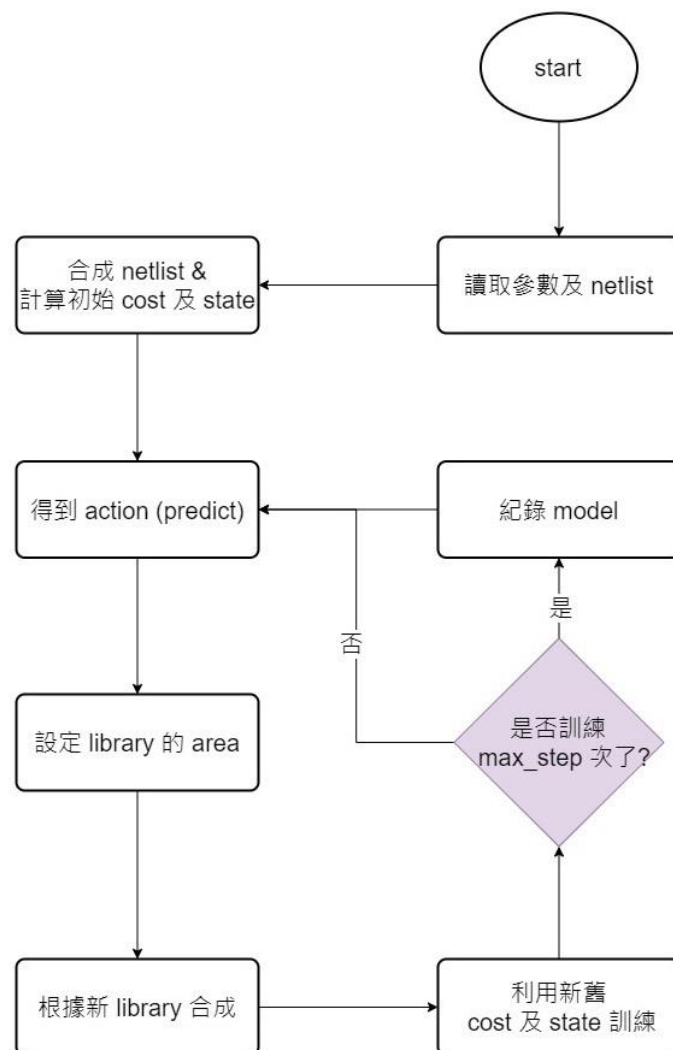 start
讀取參數及 netlist
合成 netlist &
計算初始 cost 及 state
得到 action (predict)
設定 library 的 area
根據新 library 合成
利用新舊
cost 及 state 訓練
是否訓練
max_step 次了?
是
否
紀錄 model